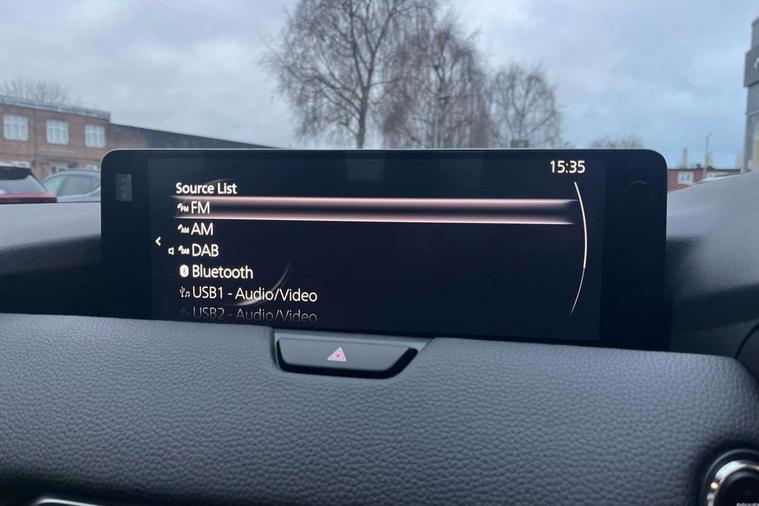 15:35
Source List
FM
AM
DAB
Bluetooth
USB1 - Audio/Video
USB2 - Audio/Video